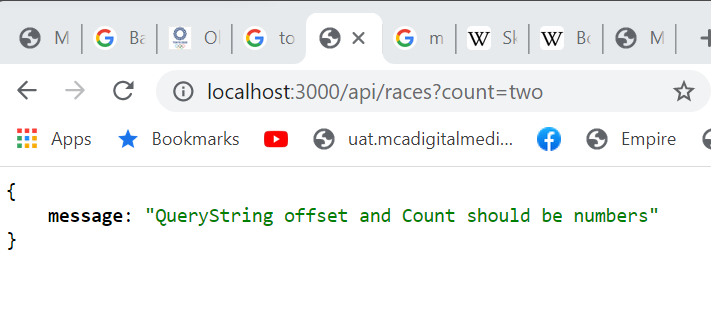 M
Ba
Ol
to
m
Sk
Bo
M
localhost:3000/api/races?count=two
Apps
Bookmarks
uat.mcadigitalmedi...
Empire
{
message: "QueryString offset and Count should be numbers"
}